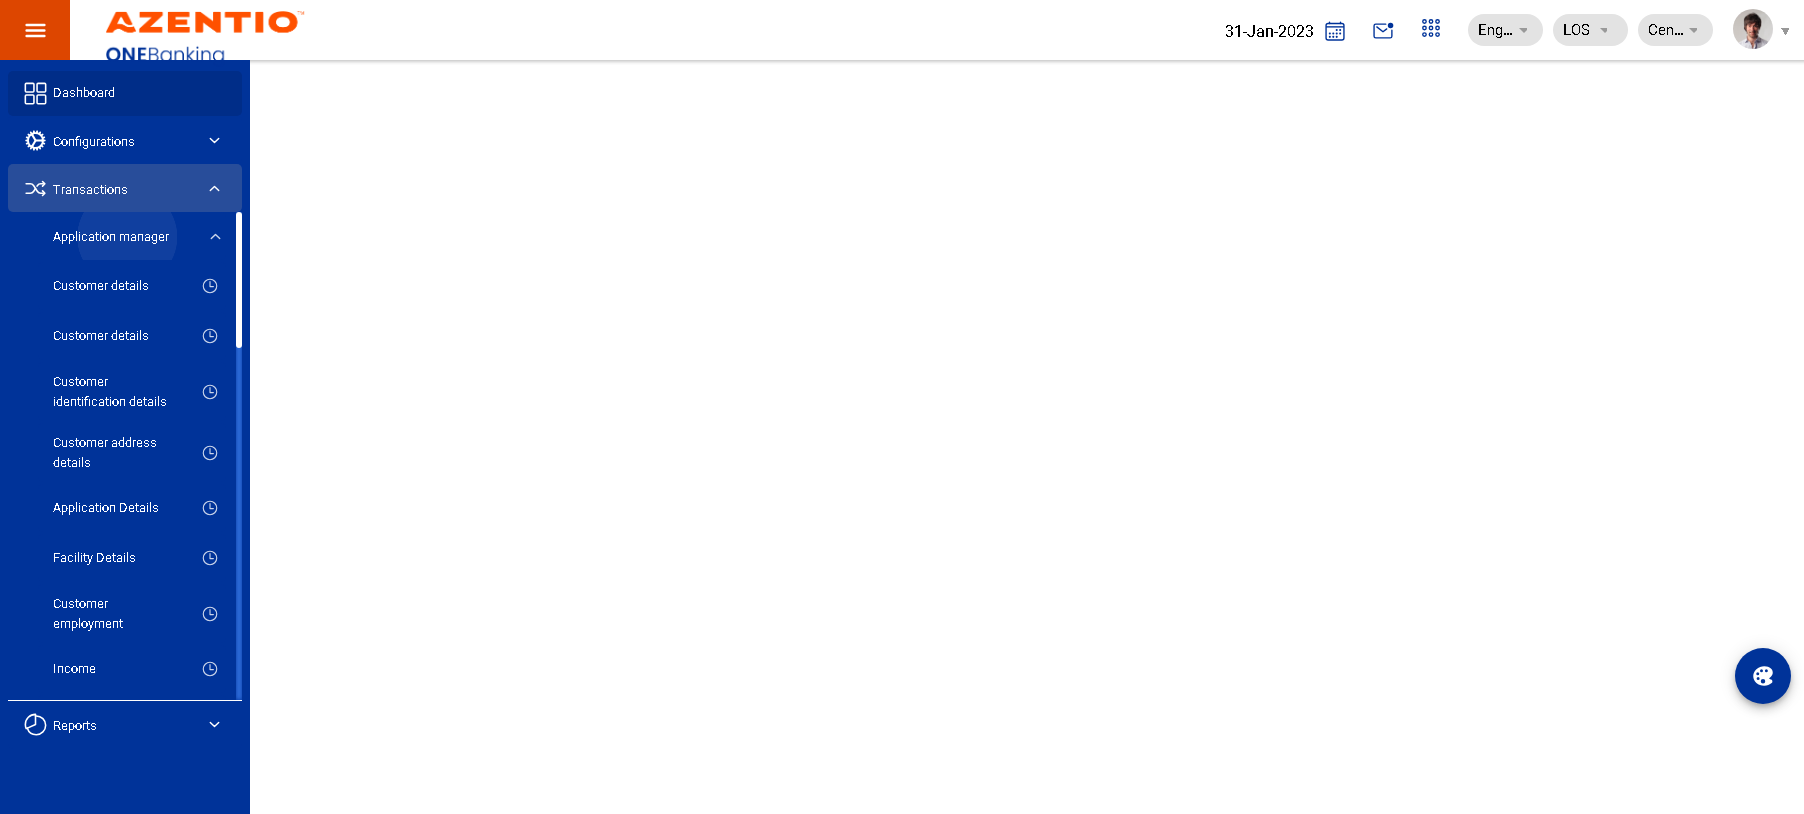 AZENTIO™
ONEBanking
31-Jan-2023
Eng...
LOS
Cen...
Dashboard
Configurations
Transactions
Application manager
Customer details
Customer details
Customer
identification details
Customer address
details
Application Details
Facility Details
Customer
employment
Income
Reports